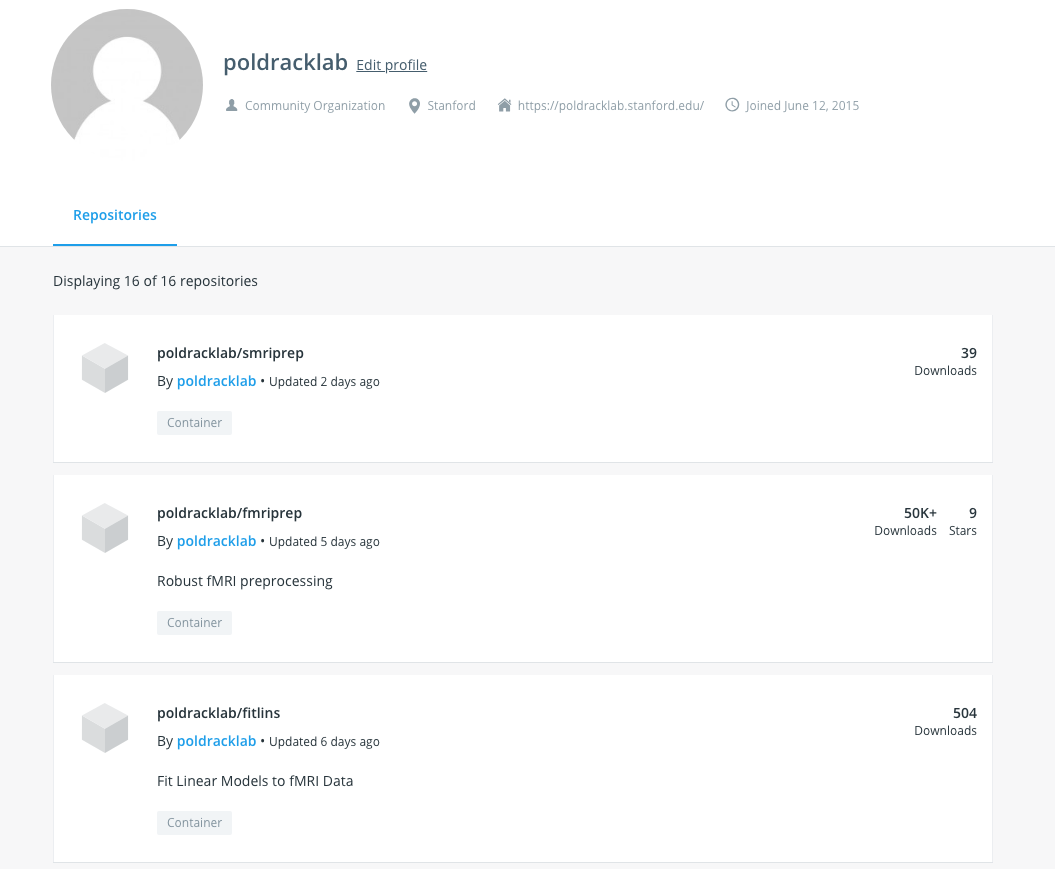 poldracklab Edit profile
Community Organization Stanford https://poldracklab.stanford.edu/ Joined June 12, 2015
Repositories
Displaying 16 of 16 repositories
poldracklab/smriprep
39
Downloads
By poldracklab • Updated 2 days ago
Container
poldracklab/fmriprep
50K+ 9
Downloads Stars
By poldracklab • Updated 5 days ago
Robust fMRI preprocessing
Container
poldracklab/fitlins
504
Downloads
By poldracklab • Updated 6 days ago
Fit Linear Models to fMRI Data
Container